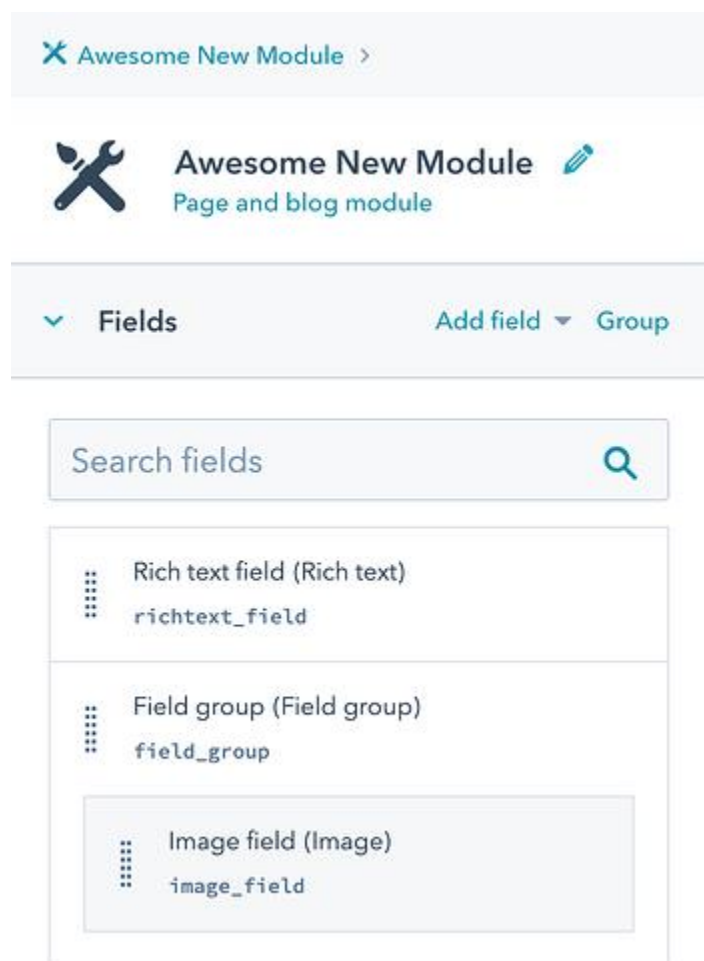 Awesome New Module >
Awesome New Module
Page and blog module
Fields Add field Group
Search fields
Rich text field (Rich text)
richtext_field
Field group (Field group)
field_group
Image field (Image)
image_field